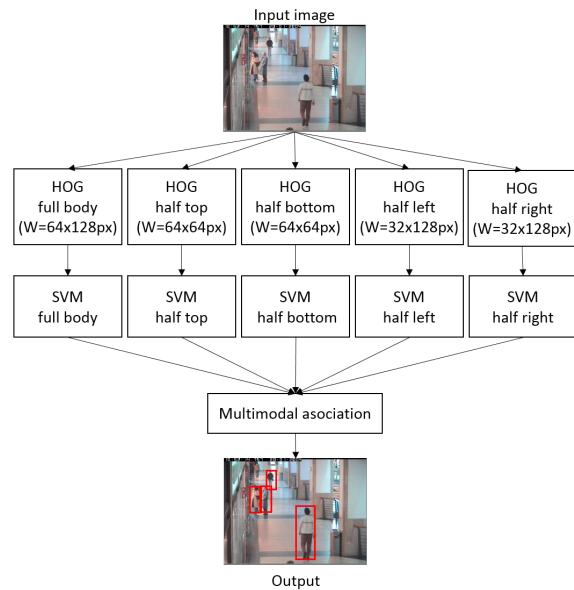 Input image
HOG
full body
(W=64x128px)
HOG
half top
(W=64x64px)
HOG
half bottom
(W=64x64px)
HOG
half left
(W=32x128px)
HOG
half right
(W=32x128px)
SVM
full body
SVM
half top
SVM
half bottom
SVM
half left
SVM
half right
Multimodal asociation
Output